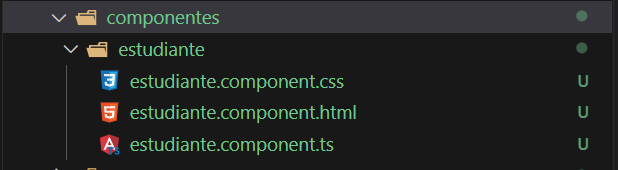 componentes
estudiante
estudiante.component.css U
estudiante.component.html U
estudiante.component.ts U